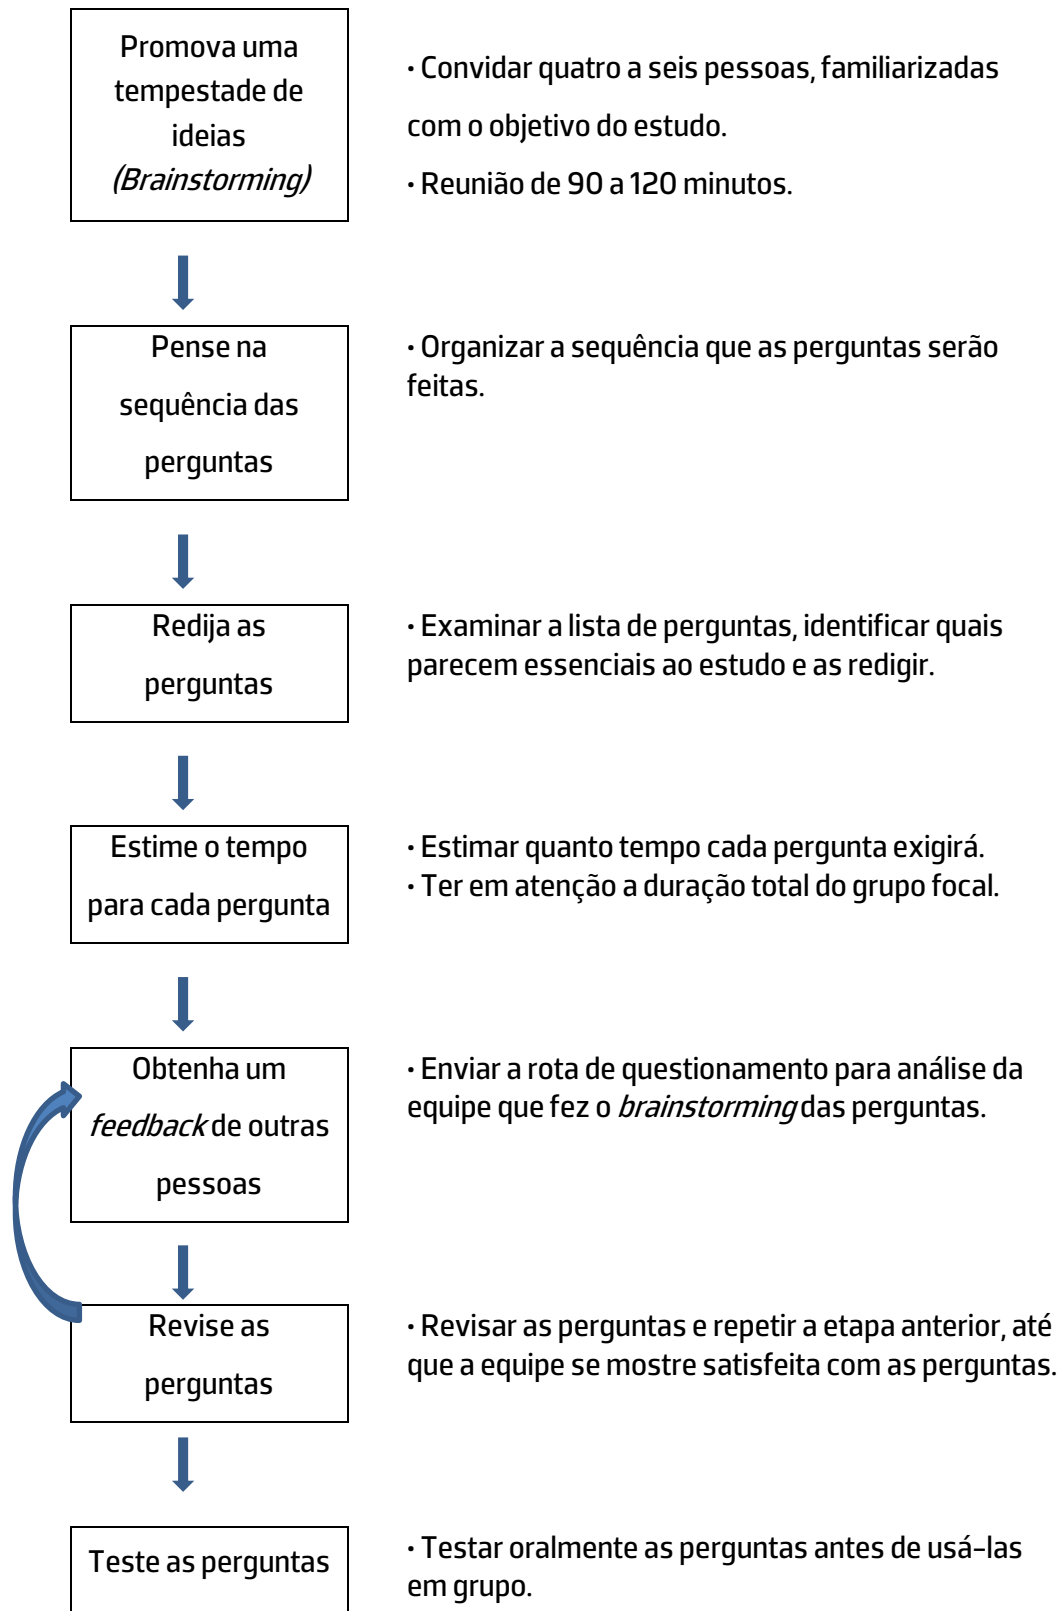 Promova uma
tempestade de
ideias
(Brainstorming)
· Convidar quatro a seis pessoas, familiarizadas
com o objetivo do estudo.
· Reunião de 90 a 120 minutos.
Pense na
sequência das
perguntas
· Organizar a sequência que as perguntas serão
feitas.
Redija as
perguntas
· Examinar a lista de perguntas, identificar quais
parecem essenciais ao estudo e as redigir.
Estime o tempo
para cada pergunta
· Estimar quanto tempo cada pergunta exigirá.
· Ter em atenção a duração total do grupo focal.
Obtenha um
feedback de outras
pessoas
· Enviar a rota de questionamento para análise da
equipe que fez o brainstorming das perguntas.
Revise as
perguntas
· Revisar as perguntas e repetir a etapa anterior, até
que a equipe se mostre satisfeita com as perguntas.
Teste as perguntas
· Testar oralmente as perguntas antes de usá-las
em grupo.